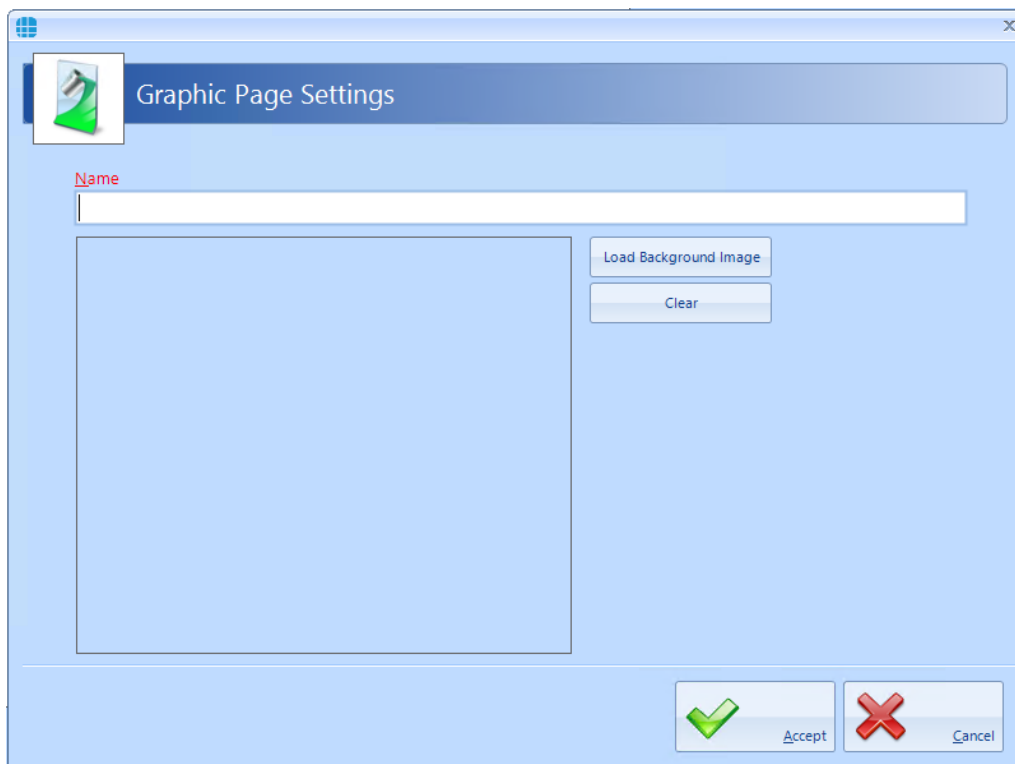 Graphic Page Settings
Name
Load Background Image
Clear
Accept
Cancel